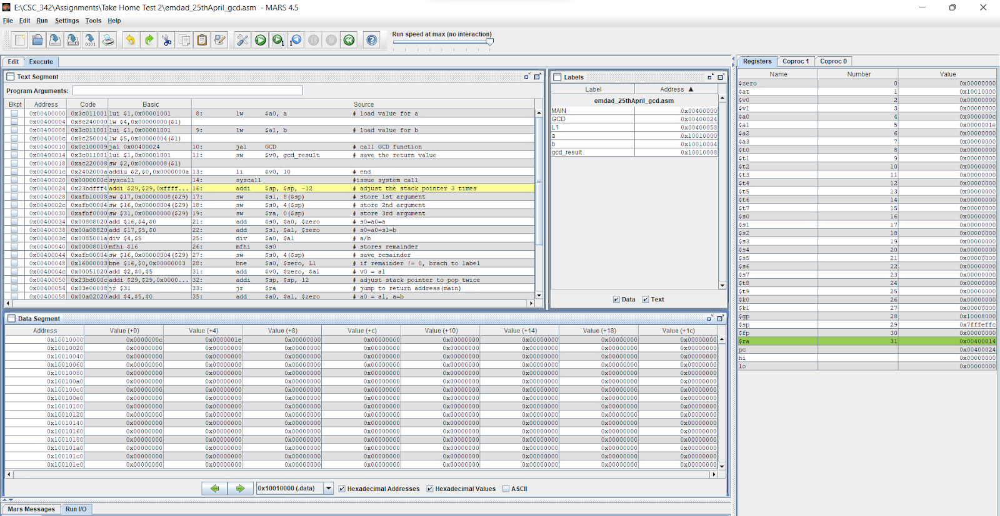 E:\CSC_342\Assignments\Take Home Test 2\emdad_25thApril_gcd.asm - MARS 4.5
File Edit Run Settings Tools Help
Run speed at max (no interaction)
Edit Execute
Text Segment
Program Arguments:
Bkpt Address Code Basic Source
0x00400000 0x3c011001 lui $1,0x00001001 8: lw $a0, a # load value for a
0x00400004 0x8c240000 lw $4,0x00000000($1)
0x00400008 0x3c011001 lui $1,0x00001001 9: lw $a1, b # load value for b
0x0040000c 0x8c250004 lw $5,0x00000004($1)
0x00400010 0x0c100009 jal 0x00400024 10: jal GCD # call GCD function
0x00400014 0x3c011001 lui $1,0x00001001 11: sw $v0, gcd_result # save the return value
0x00400018 0xac220008 sw $2,0x00000008($1)
0x0040001c 0x2402000a addiu $2,$0,0x0000000a 13: li $v0, 10 # end
0x00400020 0x0000000c syscall 14: syscall #issue system call
0x00400024 0x23bdfff4 addi $29,$29,0xffff... 16: addi $sp, $sp, -12 # adjust the stack pointer 3 times
0x00400028 0xafb10008 sw $17,0x00000008($29) 17: sw $s1, 8($sp) # store 1st argument
0x0040002c 0xafb00004 sw $16,0x00000004($29) 18: sw $s0, 4($sp) # store 2nd argument
0x00400030 0xafbf0000 sw $31,0x00000000($29) 19: sw $ra, 0($sp) # store 3rd argument
0x00400034 0x00808020 add $16,$4,$0 21: add $s0, $a0, $zero # s0=a0=a
0x00400038 0x00a08820 add $17,$5,$0 22: add $s1, $a1, $zero # s0=a0=s1=b
0x0040003c 0x0085001a div $4,$5 25: div $a0, $a1 # a/b
0x00400040 0x00008010 mfhi $16 26: mfhi $s0 # stores remainder
0x00400044 0xafb00004 sw $16,0x00000004($29) 27: sw $s0, 4($sp) # save remainder
0x00400048 0x16000003 bne $16,$0,0x00000003 28: bne $s0, $zero, L1 # if remainder != 0, brach to label
0x0040004c 0x00051020 add $2,$0,$5 31: add $v0, $zero, $a1 # v0 = a1
0x00400050 0x23bd000c addi $29,$29,0x0000... 32: addi $sp, $sp, 12 # adjust stack pointer to pop twice
0x00400054 0x03e00008 jr $31 33: jr $ra # jump to return address(main)
0x00400058 0x00a02020 add $4,$5,$0 35: add $a0, $a1, $zero # a0 = a1, a=b
Labels
Label Address ▲
emdad_25thApril_gcd.asm
MAIN 0x00400000
GCD 0x00400024
L1 0x00400058
a 0x10010000
b 0x10010004
gcd_result 0x10010008
Data Text
Data Segment
Address Value (+0) Value (+4) Value (+8) Value (+c) Value (+10) Value (+14) Value (+18) Value (+1c)
0x10010000 0x0000000c 0x0000001e 0x00000000 0x00000000 0x00000000 0x00000000 0x00000000 0x00000000
0x10010020 0x00000000 0x00000000 0x00000000 0x00000000 0x00000000 0x00000000 0x00000000 0x00000000
0x10010040 0x00000000 0x00000000 0x00000000 0x00000000 0x00000000 0x00000000 0x00000000 0x00000000
0x10010060 0x00000000 0x00000000 0x00000000 0x00000000 0x00000000 0x00000000 0x00000000 0x00000000
0x10010080 0x00000000 0x00000000 0x00000000 0x00000000 0x00000000 0x00000000 0x00000000 0x00000000
0x100100a0 0x00000000 0x00000000 0x00000000 0x00000000 0x00000000 0x00000000 0x00000000 0x00000000
0x100100c0 0x00000000 0x00000000 0x00000000 0x00000000 0x00000000 0x00000000 0x00000000 0x00000000
0x100100e0 0x00000000 0x00000000 0x00000000 0x00000000 0x00000000 0x00000000 0x00000000 0x00000000
0x10010100 0x00000000 0x00000000 0x00000000 0x00000000 0x00000000 0x00000000 0x00000000 0x00000000
0x10010120 0x00000000 0x00000000 0x00000000 0x00000000 0x00000000 0x00000000 0x00000000 0x00000000
0x10010140 0x00000000 0x00000000 0x00000000 0x00000000 0x00000000 0x00000000 0x00000000 0x00000000
0x10010160 0x00000000 0x00000000 0x00000000 0x00000000 0x00000000 0x00000000 0x00000000 0x00000000
0x10010180 0x00000000 0x00000000 0x00000000 0x00000000 0x00000000 0x00000000 0x00000000 0x00000000
0x100101a0 0x00000000 0x00000000 0x00000000 0x00000000 0x00000000 0x00000000 0x00000000 0x00000000
0x100101c0 0x00000000 0x00000000 0x00000000 0x00000000 0x00000000 0x00000000 0x00000000 0x00000000
0x100101e0 0x00000000 0x00000000 0x00000000 0x00000000 0x00000000 0x00000000 0x00000000 0x00000000
0x10010000 (.data) Hexadecimal Addresses Hexadecimal Values ASCII
Mars Messages Run I/O
Registers Coproc 1 Coproc 0
Name Number Value
$zero 0 0x00000000
$at 1 0x10010000
$v0 2 0x00000000
$v1 3 0x00000000
$a0 4 0x0000000c
$a1 5 0x0000001e
$a2 6 0x00000000
$a3 7 0x00000000
$t0 8 0x00000000
$t1 9 0x00000000
$t2 10 0x00000000
$t3 11 0x00000000
$t4 12 0x00000000
$t5 13 0x00000000
$t6 14 0x00000000
$t7 15 0x00000000
$s0 16 0x00000000
$s1 17 0x00000000
$s2 18 0x00000000
$s3 19 0x00000000
$s4 20 0x00000000
$s5 21 0x00000000
$s6 22 0x00000000
$s7 23 0x00000000
$t8 24 0x00000000
$t9 25 0x00000000
$k0 26 0x00000000
$k1 27 0x00000000
$gp 28 0x10008000
$sp 29 0x7fffeffc
$fp 30 0x00000000
$ra 31 0x00400014
pc 0x00400024
hi 0x00000000
lo 0x00000000